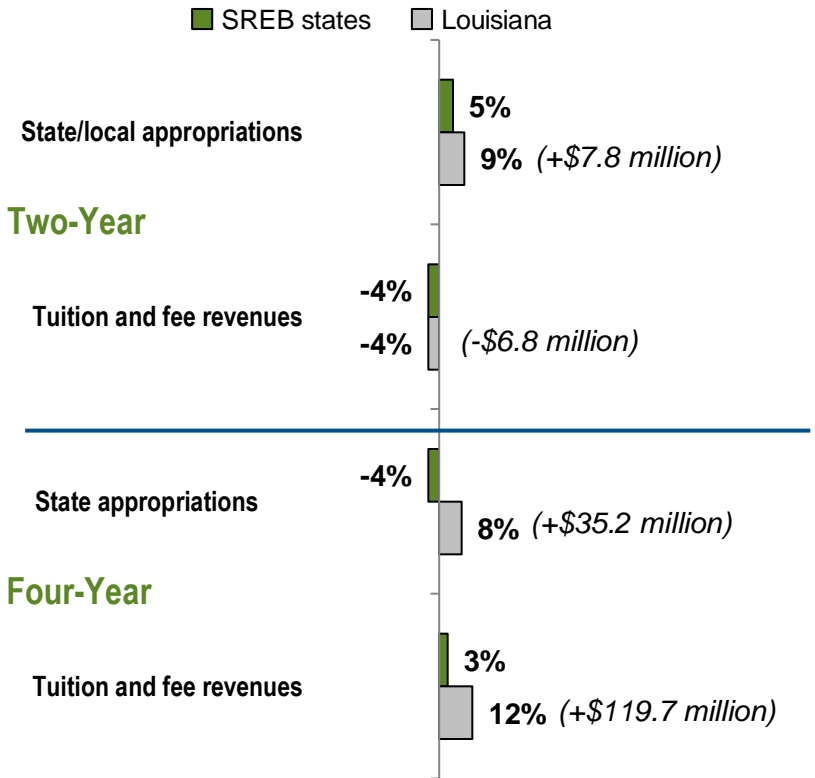 SREB states Louisiana
State/local appropriations
5%
9% (+$7.8 million)
Two-Year
Tuition and fee revenues
-4%
-4% (-$6.8 million)
State appropriations
-4%
8% (+$35.2 million)
Four-Year
Tuition and fee revenues
3%
12% (+$119.7 million)